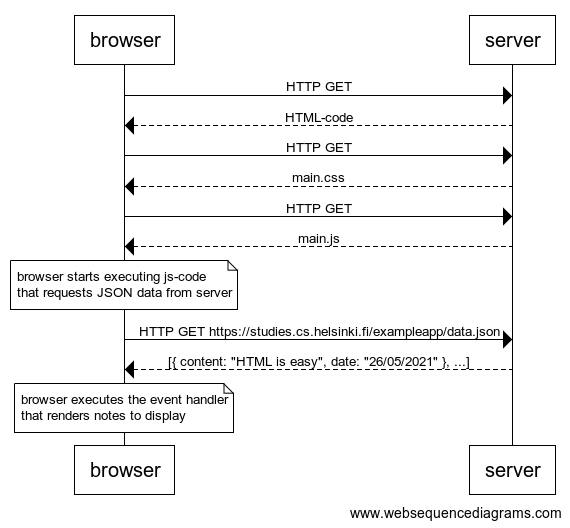 browser server
HTTP GET
HTML-code
HTTP GET
main.css
HTTP GET
main.js
browser starts executing js-code
that requests JSON data from server
HTTP GET https://studies.cs.helsinki.fi/exampleapp/data.json
[{ content: "HTML is easy", date: "26/05/2021" }, ...]
browser executes the event handler
that renders notes to display
browser server
www.websequencediagrams.com